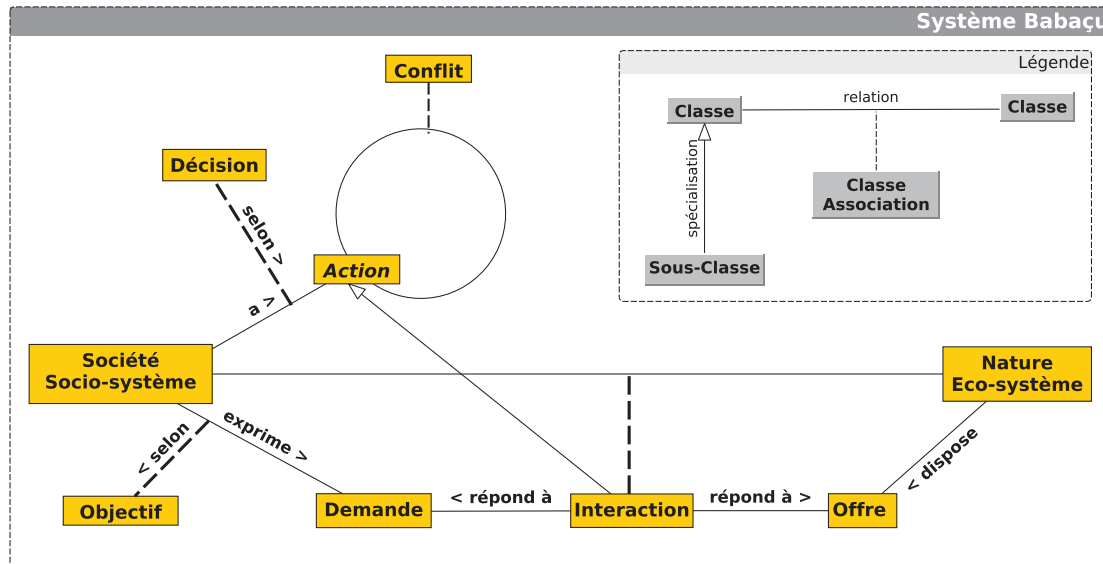 Système Babaçu
Légende
Classe
relation
Classe
spécialisation
Classe
Association
Sous-Classe
Conflit
Décision
selon >
Action
a >
Société
Socio-système
Nature
Eco-système
< selon
exprime >
< dispose
Objectif
Demande
< répond à
Interaction
répond à >
Offre